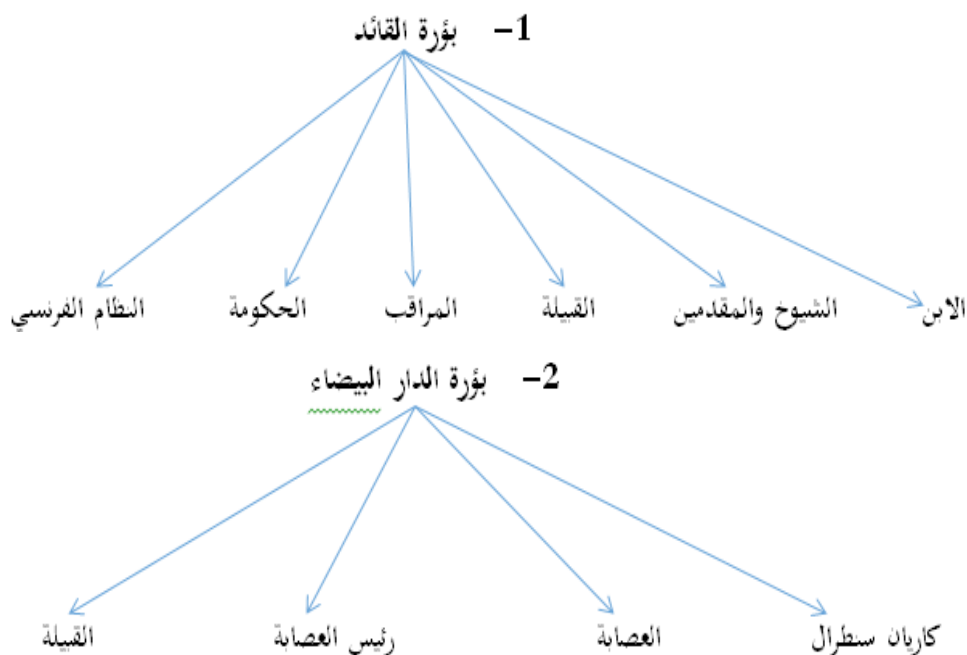 1- بؤرة القائد
الابن الشيوخ والمقدمين القبيلة المراقب الحكومة النظام الفرنسي
2- بؤرة الدار البيضاء
كاريان سنطرال العصابة رئيس العصابة القبيلة